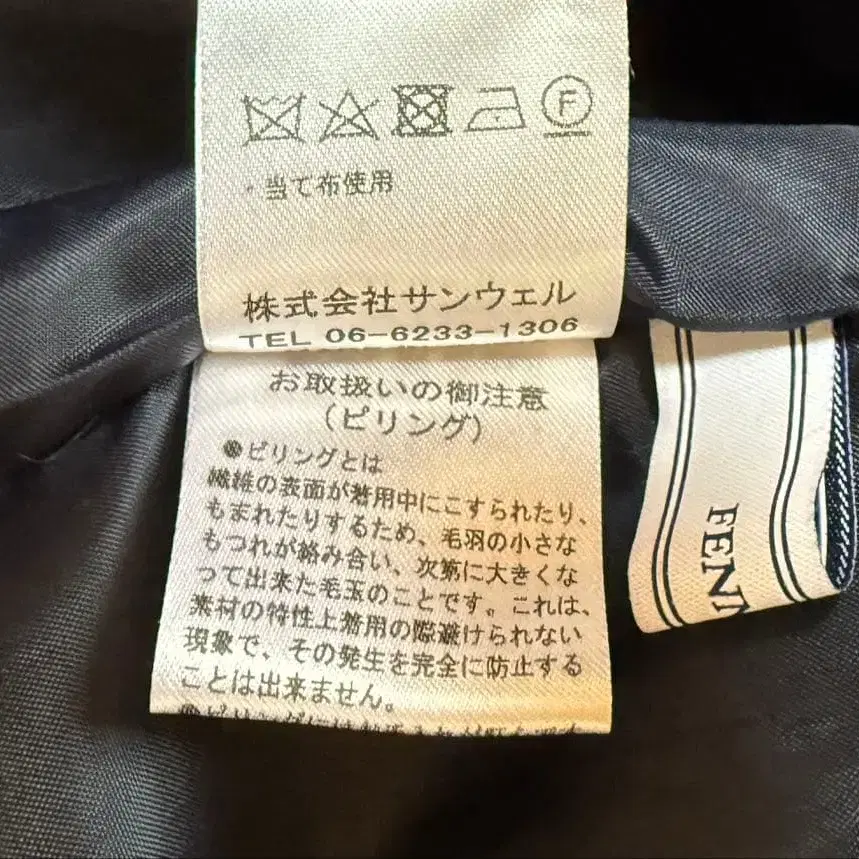 F
・当て布使用
株式会社サンウェル
TEL 06-6233-1306
お取扱いの御注意
(ピリング)
●ピリングとは
繊維の表面が着用中にこすられたり、
もまれたりするため、毛羽の小さな
もつれが絡み合い、次第に大きくな
って出来た毛玉のことです。これは、
素材の特性上着用の際避けられない
現象で、その発生を完全に防止する
ことは出来ません。
FENN